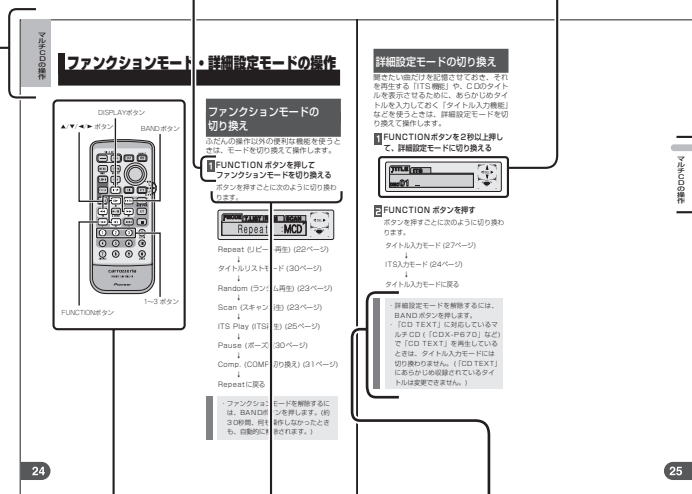 マルチCDの操作
ファンクションモード・詳細設定モードの操作
DISPLAYボタン
▲/▼/◄/► ボタン
BANDボタン
carrozzeria
Pioneer
1~3 ボタン
FUNCTIONボタン
ファンクションモードの
切り換え
ふだんの操作以外の便利な機能を使うと
きは、モードを切り換えて操作します。
1 FUNCTION ボタンを押して
ファンクションモードを切り換える
ボタンを押すごとに次のように切り換わ
ります。
Repeat :MCD
Repeat (リピート再生) (22ページ)
↓
タイトルリストモード (30ページ)
↓
Random (ランダム再生) (23ページ)
↓
Scan (スキャン再生) (23ページ)
↓
ITS Play (ITS再生) (25ページ)
↓
Pause (ポーズ) (30ページ)
↓
Comp. (COMP切り換え) (31ページ)
↓
Repeatに戻る
・ファンクションモードを解除するに
は、BANDボタンを押します。(約
30秒間、何も操作しなかったとき
も、自動的に解除されます。)
24
詳細設定モードの切り換え
聞きたい曲だけを記憶させておき、それ
を再生する「ITS機能」や、CDのタイト
ルを表示させるために、あらかじめタイ
トルを入力しておく「タイトル入力機能」
などを使うときは、詳細設定モードを切
り換えて操作します。
1 FUNCTIONボタンを2秒以上押し
て、詳細設定モードに切り換える
TITLE ITS
DISC 01 _
2 FUNCTION ボタンを押す
ボタンを押すごとに次のように切り換わ
ります。
タイトル入力モード (27ページ)
↓
ITS入力モード (24ページ)
↓
タイトル入力モードに戻る
・詳細設定モードを解除するには、
BANDボタンを押します。
・「CD TEXT」に対応しているマ
ルチCD (「CDX-P670」など)
で「CD TEXT」を再生している
ときは、タイトル入力モードには
切り換わりません。(「CD TEXT」
にあらかじめ収録されているタイ
トルは変更できません。)
マルチCDの操作
25